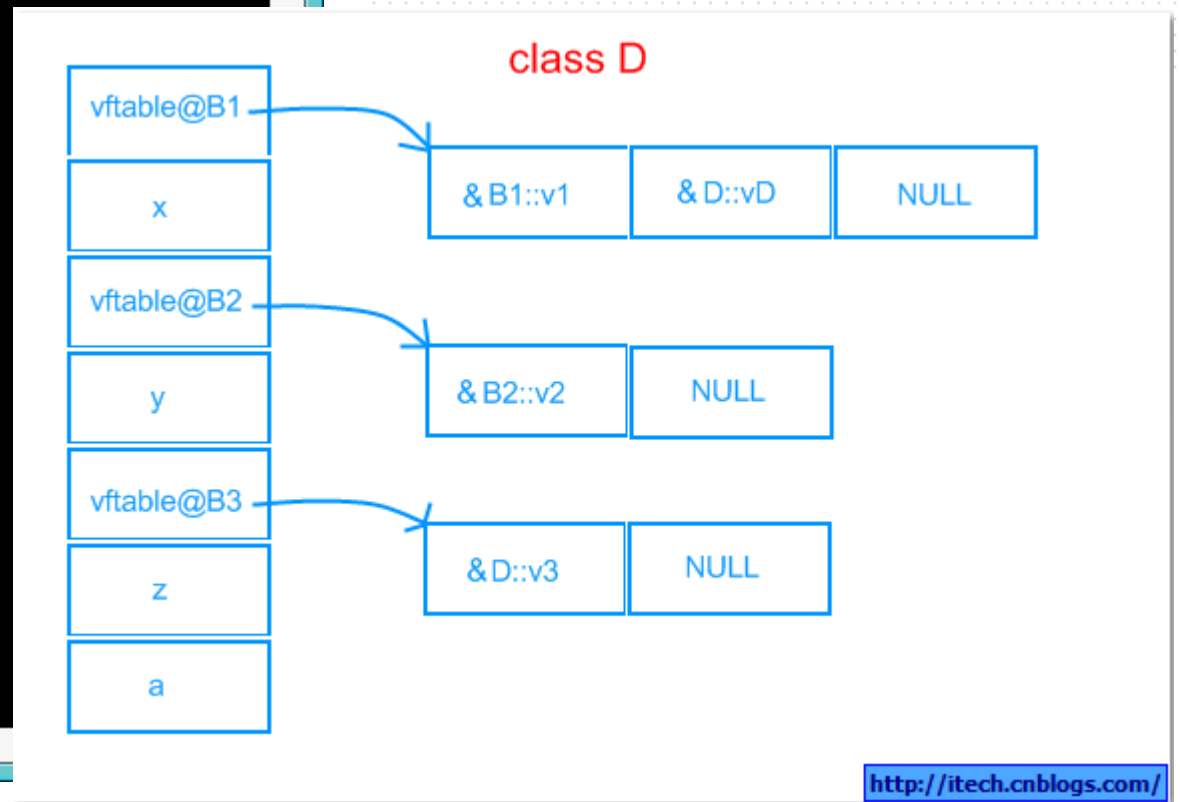 class D
vftable@B1
& B1::v1
& D::vD
NULL
x
vftable@B2
& B2::v2
NULL
y
vftable@B3
& D::v3
NULL
z
a
http://itech.cnblogs.com/